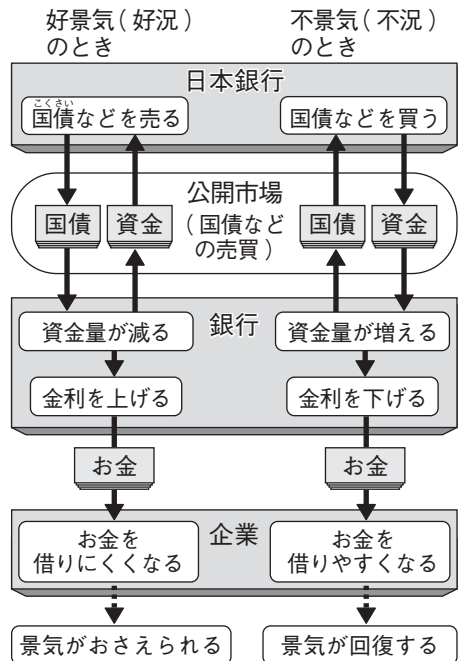 好景気(好況)
のとき
不景気(不況)
のとき
日本銀行
こくさい
国債などを売る
国債などを買う
公開市場
(国債など
の売買)
国債
資金
国債
資金
銀行
資金量が減る
資金量が増える
金利を上げる
金利を下げる
お金
お金
企業
お金を
借りにくくなる
お金を
借りやすくなる
景気がおさえられる
景気が回復する